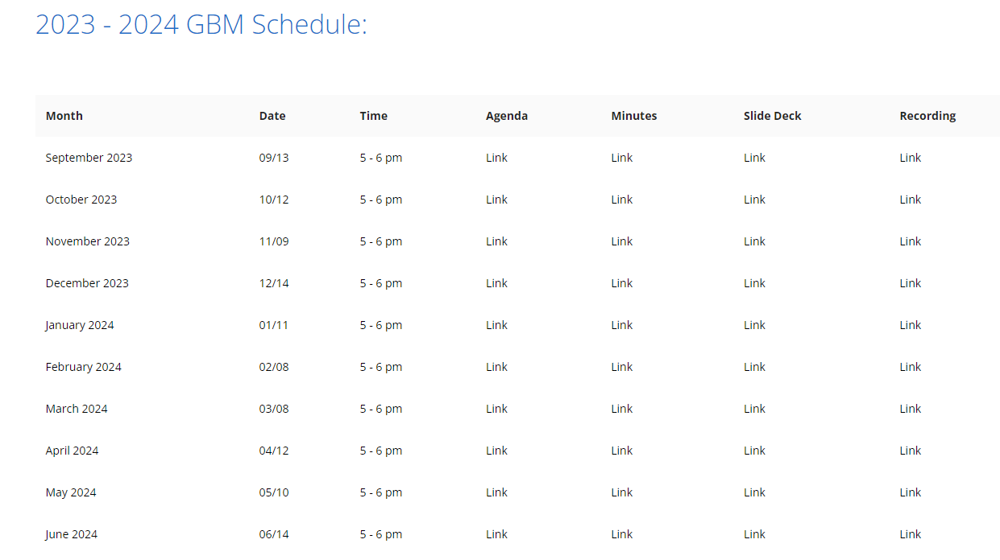 2023 - 2024 GBM Schedule:
Month Date Time Agenda Minutes Slide Deck Recording
September 2023 09/13 5 - 6 pm Link Link Link Link
October 2023 10/12 5 - 6 pm Link Link Link Link
November 2023 11/09 5 - 6 pm Link Link Link Link
December 2023 12/14 5 - 6 pm Link Link Link Link
January 2024 01/11 5 - 6 pm Link Link Link Link
February 2024 02/08 5 - 6 pm Link Link Link Link
March 2024 03/08 5 - 6 pm Link Link Link Link
April 2024 04/12 5 - 6 pm Link Link Link Link
May 2024 05/10 5 - 6 pm Link Link Link Link
June 2024 06/14 5 - 6 pm Link Link Link Link